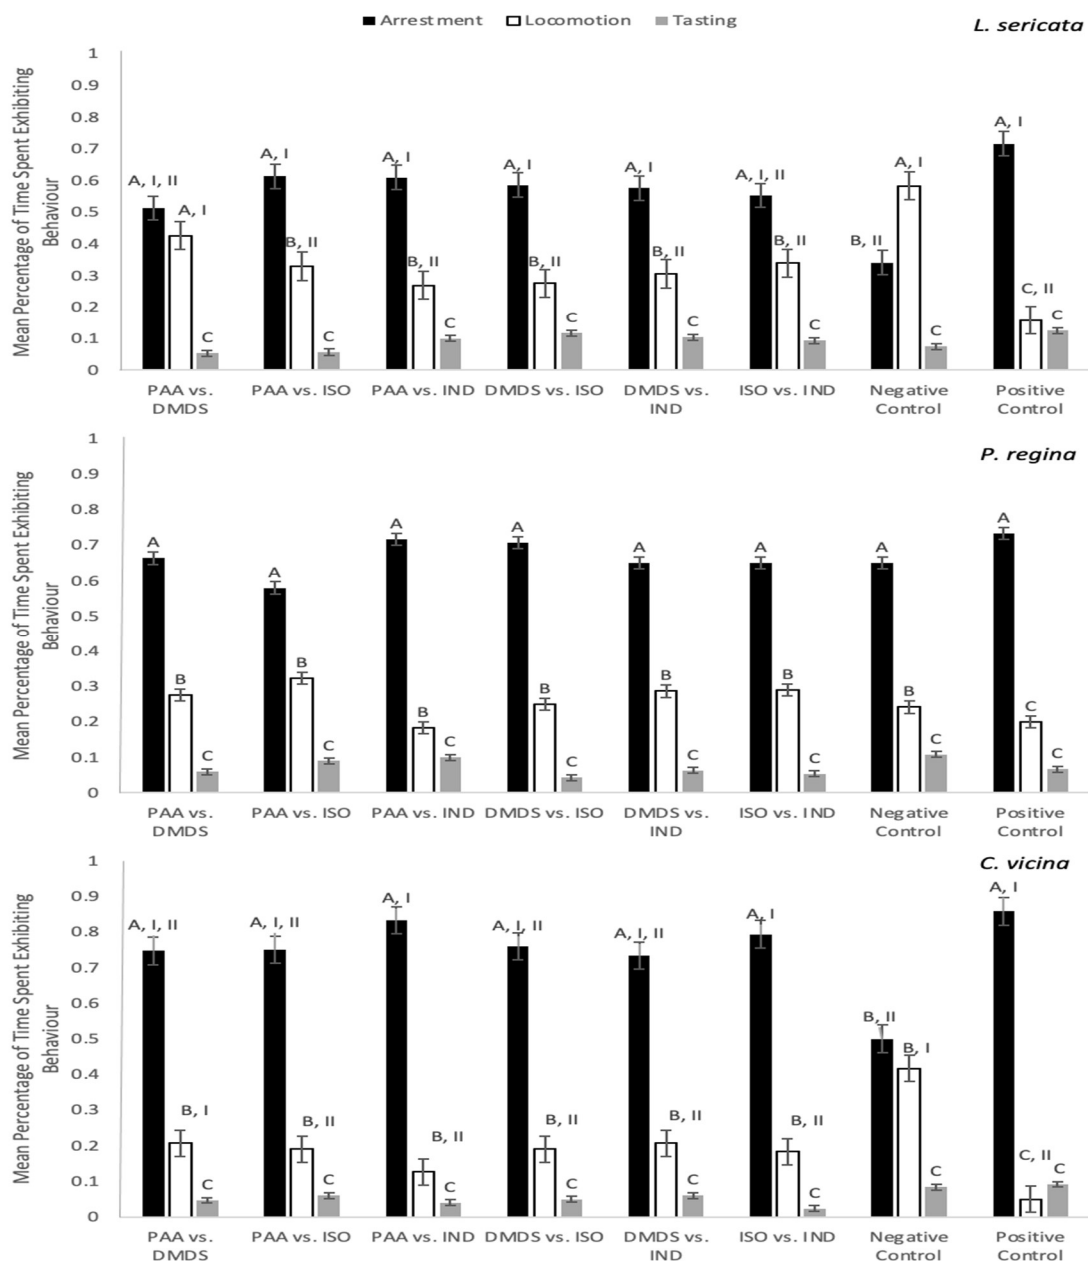 Arrestment Locomotion Tasting
L. sericata
Mean Percentage of Time Spent Exhibiting
Behaviour
1
0.9
0.8
0.7
0.6
0.5
0.4
0.3
0.2
0.1
0
A, I, II
A, I
C
A, I
B, II
C
A, I
B, II
C
A, I
B, II
C
A, I
B, II
C
A, I, II
B, II
C
B, II
A, I
C
A, I
C, II
C
PAA vs.
DMDS
PAA vs. ISO
PAA vs. IND
DMDS vs. ISO
DMDS vs.
IND
ISO vs. IND
Negative
Control
Positive
Control
P. regina
Mean Percentage of Time Spent Exhibiting
Behaviour
1
0.9
0.8
0.7
0.6
0.5
0.4
0.3
0.2
0.1
0
A
B
C
A
B
C
A
B
C
A
B
C
A
B
C
A
B
C
A
B
C
A
C
C
PAA vs.
DMDS
PAA vs. ISO
PAA vs. IND
DMDS vs. ISO
DMDS vs.
IND
ISO vs. IND
Negative
Control
Positive
Control
C. vicina
Mean Percentage of Time Spent Exhibiting
Behaviour
1
0.9
0.8
0.7
0.6
0.5
0.4
0.3
0.2
0.1
0
A, I, II
B, I
C
A, I, II
B, II
C
A, I
B, II
C
A, I, II
B, II
C
A, I, II
B, II
C
A, I
B, II
C
B, II
B, I
C
A, I
C, II
C
PAA vs.
DMDS
PAA vs. ISO
PAA vs. IND
DMDS vs. ISO
DMDS vs.
IND
ISO vs. IND
Negative
Control
Positive
Control